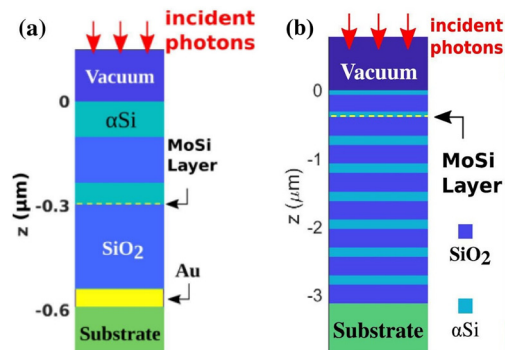 (a)
incident
photons
Vacuum
0
αSi
MoSi
Layer
-0.3
z (μm)
SiO2
Au
-0.6
Substrate
(b)
incident
photons
Vacuum
0
-1
MoSi
Layer
z (μm)
-2
SiO2
-3
αSi
Substrate